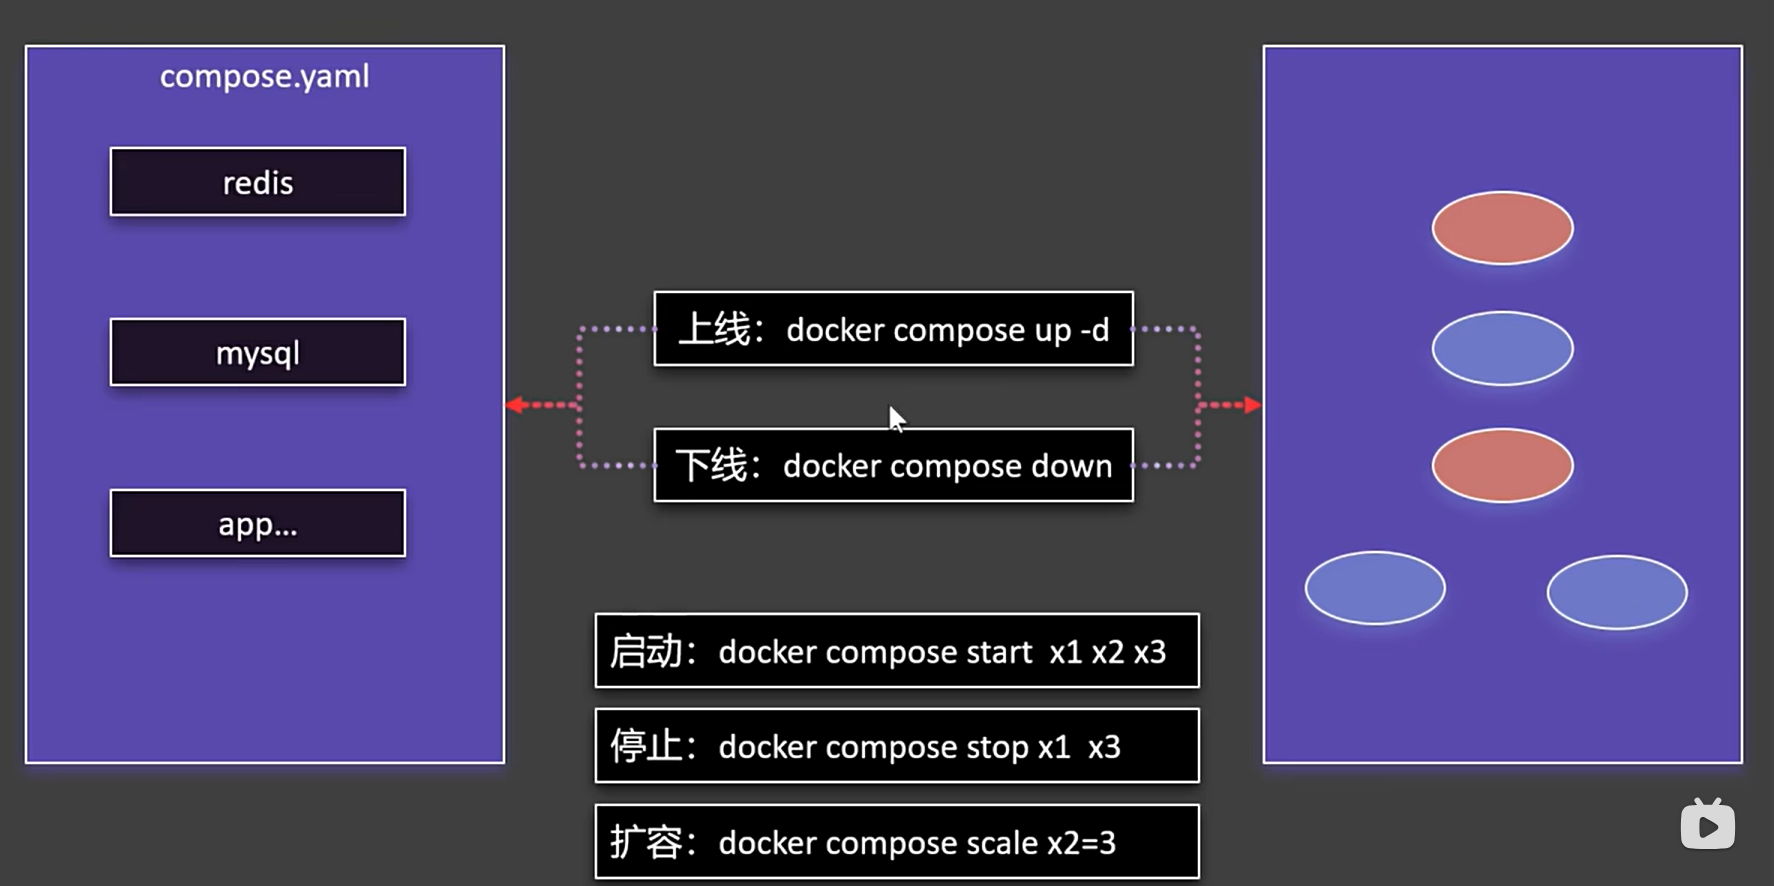 compose.yaml
redis
mysql
app...
上线：docker compose up -d
下线：docker compose down
启动：docker compose start  x1 x2 x3
停止：docker compose stop x1  x3
扩容：docker compose scale x2=3